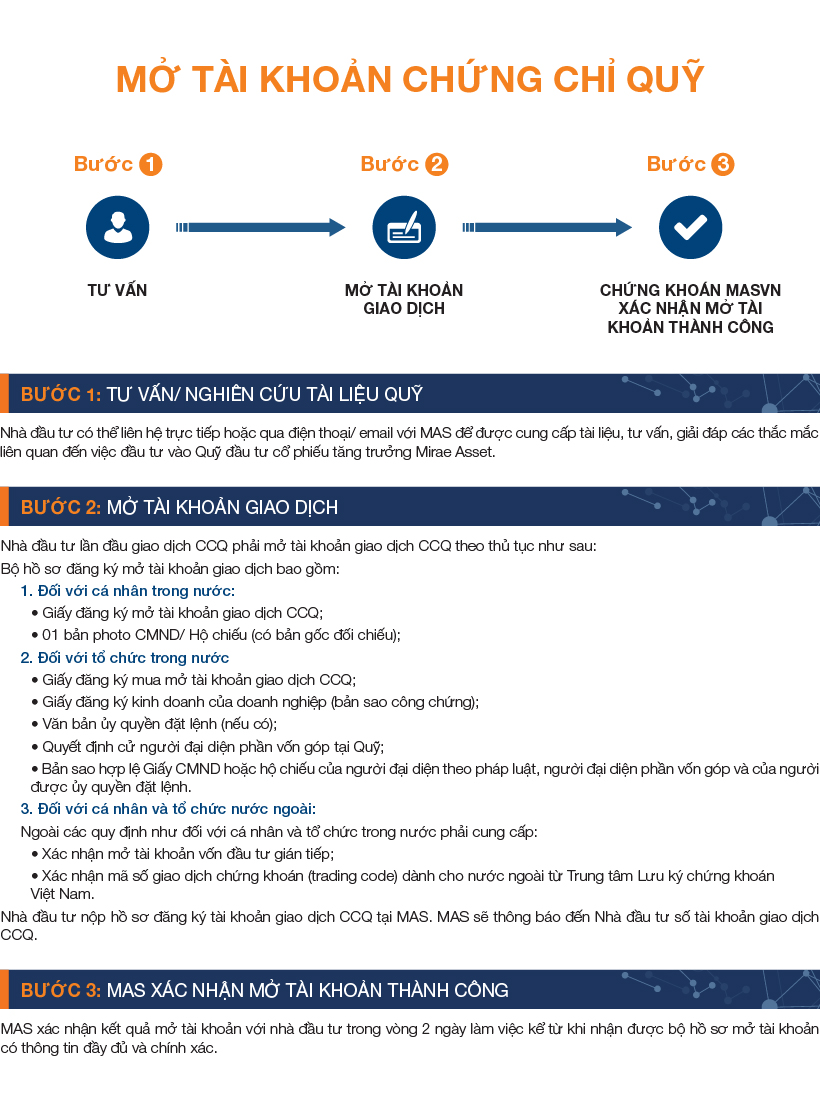 MỞ TÀI KHOẢN CHỨNG CHỈ QUỸ
Bước 1
Bước 2
Bước 3
TƯ VẤN
MỞ TÀI KHOẢN
GIAO DỊCH
CHỨNG KHOÁN MASVN
XÁC NHẬN MỞ TÀI
KHOẢN THÀNH CÔNG
BƯỚC 1: TƯ VẤN/ NGHIÊN CỨU TÀI LIỆU QUỸ
Nhà đầu tư có thể liên hệ trực tiếp hoặc qua điện thoại/ email với MAS để được cung cấp tài liệu, tư vấn, giải đáp các thắc mắc
liên quan đến việc đầu tư vào Quỹ đầu tư cổ phiếu tăng trưởng Mirae Asset.
BƯỚC 2: MỞ TÀI KHOẢN GIAO DỊCH
Nhà đầu tư lần đầu giao dịch CCQ phải mở tài khoản giao dịch CCQ theo thủ tục như sau:
Bộ hồ sơ đăng ký mở tài khoản giao dịch bao gồm:
1. Đối với cá nhân trong nước:
• Giấy đăng ký mở tài khoản giao dịch CCQ;
• 01 bản photo CMND/ Hộ chiếu (có bản gốc đối chiếu);
2. Đối với tổ chức trong nước
• Giấy đăng ký mua mở tài khoản giao dịch CCQ;
• Giấy đăng ký kinh doanh của doanh nghiệp (bản sao công chứng);
• Văn bản ủy quyền đặt lệnh (nếu có);
• Quyết định cử người đại diện phần vốn góp tại Quỹ;
• Bản sao hợp lệ Giấy CMND hoặc hộ chiếu của người đại diện theo pháp luật, người đại diện phần vốn góp và của người
được ủy quyền đặt lệnh.
3. Đối với cá nhân và tổ chức nước ngoài:
Ngoài các quy định như đối với cá nhân và tổ chức trong nước phải cung cấp:
• Xác nhận mở tài khoản vốn đầu tư gián tiếp;
• Xác nhận mã số giao dịch chứng khoán (trading code) dành cho nước ngoài từ Trung tâm Lưu ký chứng khoán
Việt Nam.
Nhà đầu tư nộp hồ sơ đăng ký tài khoản giao dịch CCQ tại MAS. MAS sẽ thông báo đến Nhà đầu tư số tài khoản giao dịch
CCQ.
BƯỚC 3: MAS XÁC NHẬN MỞ TÀI KHOẢN THÀNH CÔNG
MAS xác nhận kết quả mở tài khoản với nhà đầu tư trong vòng 2 ngày làm việc kể từ khi nhận được bộ hồ sơ mở tài khoản
có thông tin đầy đủ và chính xác.